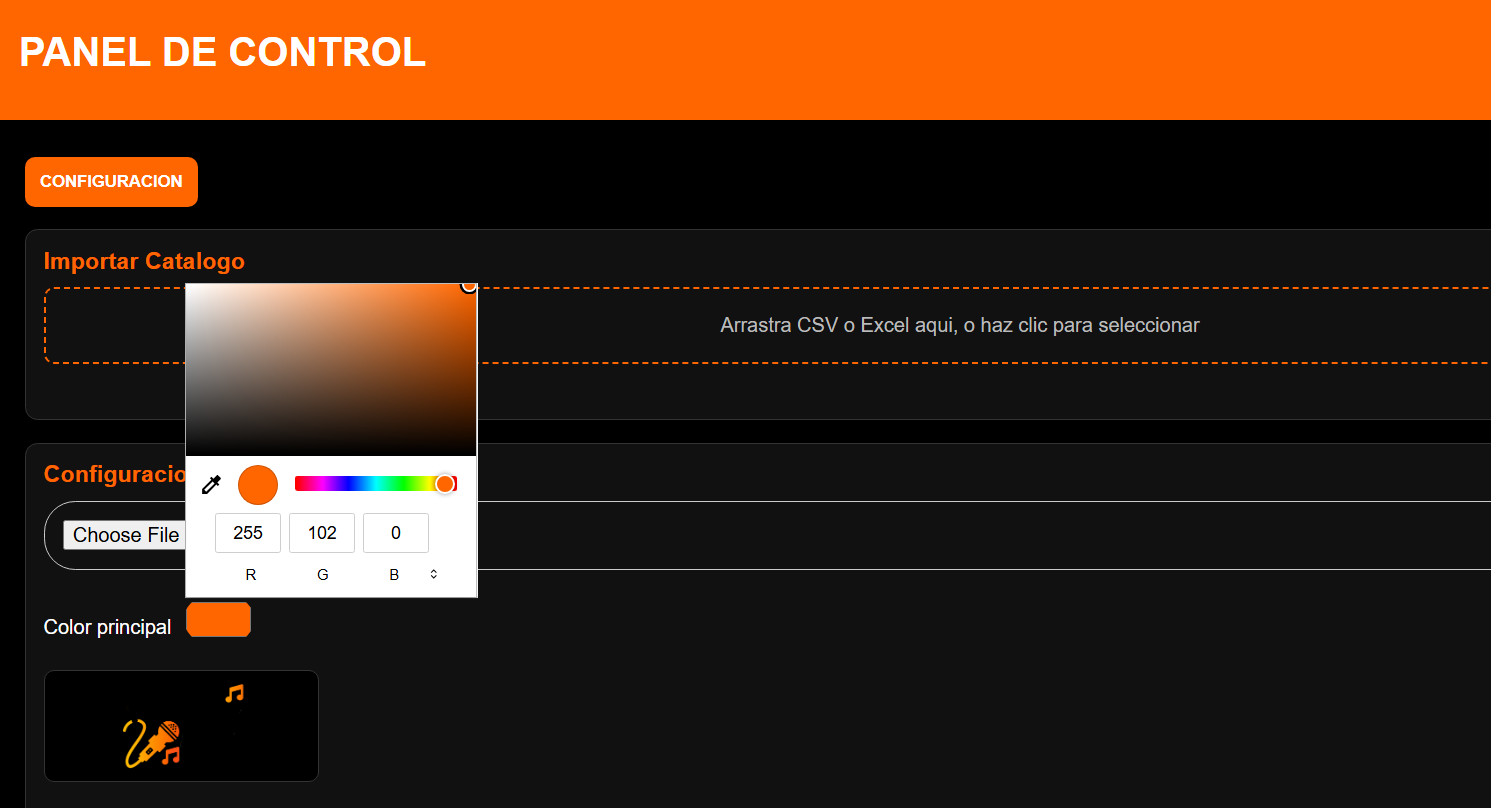 PANEL DE CONTROL
CONFIGURACION
Importar Catalogo
Arrastra CSV o Excel aqui, o haz clic para seleccionar
Configuracio
Choose File
255 102 0
R G B
Color principal